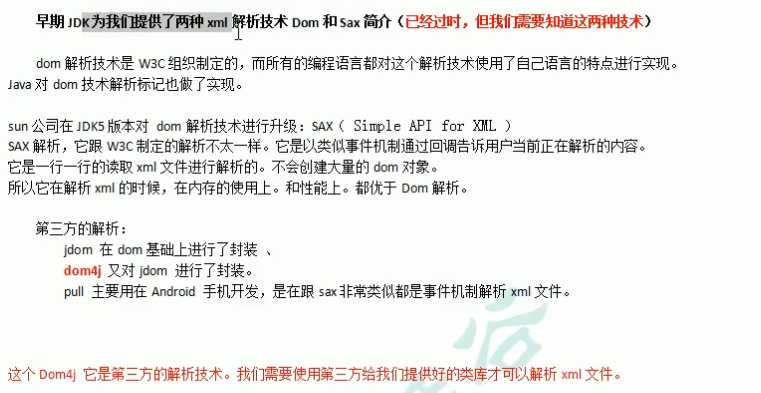 早期 JDK 为我们提供了两种 xml 解析技术 Dom 和 Sax 简介（已经过时，但我们需要知道这两种技术）
dom 解析技术是 W3C 组织制定的，而所有的编程语言都对这个解析技术使用了自己语言的特点进行实现。
Java 对 dom 技术解析标记也做了实现。
sun 公司在 JDK5 版本对 dom 解析技术进行升级：SAX（ Simple API for XML ）
SAX 解析，它跟 W3C 制定的解析不太一样。它是以类似事件机制通过回调告诉用户当前正在解析的内容。
它是一行一行的读取 xml 文件进行解析的。不会创建大量的 dom 对象。
所以它在解析 xml 的时候，在内存的使用上。和性能上。都优于 Dom 解析。
第三方的解析：
jdom 在 dom 基础上进行了封装 、
dom4j 又对 jdom 进行了封装。
pull 主要用在 Android 手机开发，是在跟 sax 非常类似都是事件机制解析 xml 文件。
这个 Dom4j 它是第三方的解析技术。我们需要使用第三方给我们提供好的类库才可以解析 xml 文件。